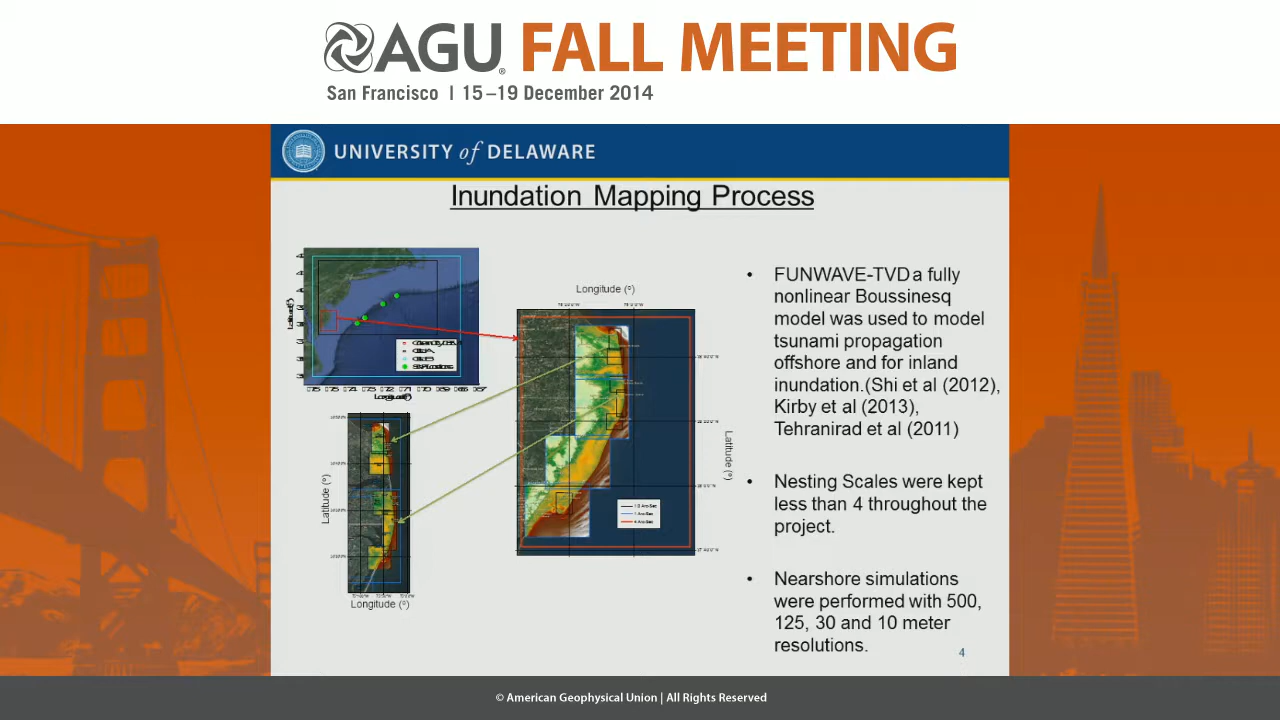 AGU FALL MEETING
San Francisco | 15–19 December 2014
UNIVERSITY of DELAWARE
Inundation Mapping Process
Longitude (°)
Latitude (°)
Latitude (°)
Longitude (°)
• FUNWAVE-TVD a fully
nonlinear Boussinesq
model was used to model
tsunami propagation
offshore and for inland
inundation.(Shi et al (2012),
Kirby et al (2013),
Tehranirad et al (2011)
• Nesting Scales were kept
less than 4 throughout the
project.
• Nearshore simulations
were performed with 500,
125, 30 and 10 meter
resolutions.
4
© American Geophysical Union | All Rights Reserved